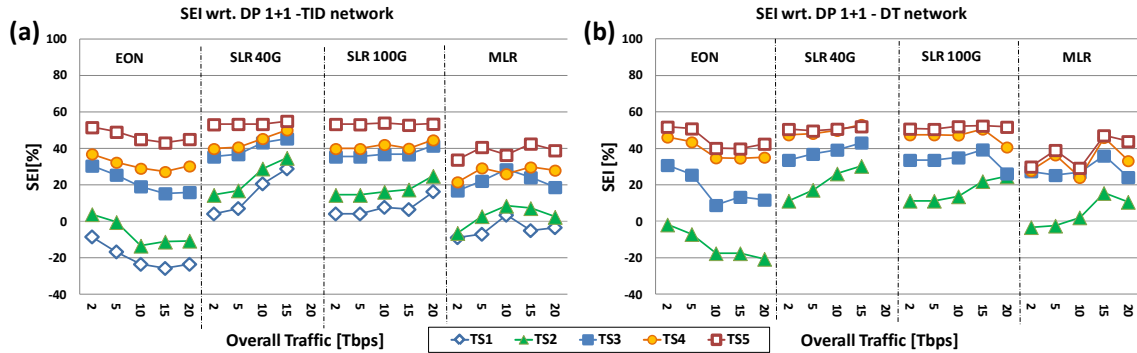 SEI wrt. DP 1+1 -TID network
(a)
EON
SLR 40G
SLR 100G
MLR
SEI[%]
100
80
60
40
20
0
-20
-40
2 5 10 15 20 2 5 10 15 20 2 5 10 15 20 2 5 10 15 20
Overall Traffic [Tbps]
SEI wrt. DP 1+1 - DT network
(b)
EON
SLR 40G
SLR 100G
MLR
SEI[%]
100
80
60
40
20
0
-20
-40
2 5 10 15 20 2 5 10 15 20 2 5 10 15 20 2 5 10 15 20
Overall Traffic [Tbps]
TS1 TS2 TS3 TS4 TS5